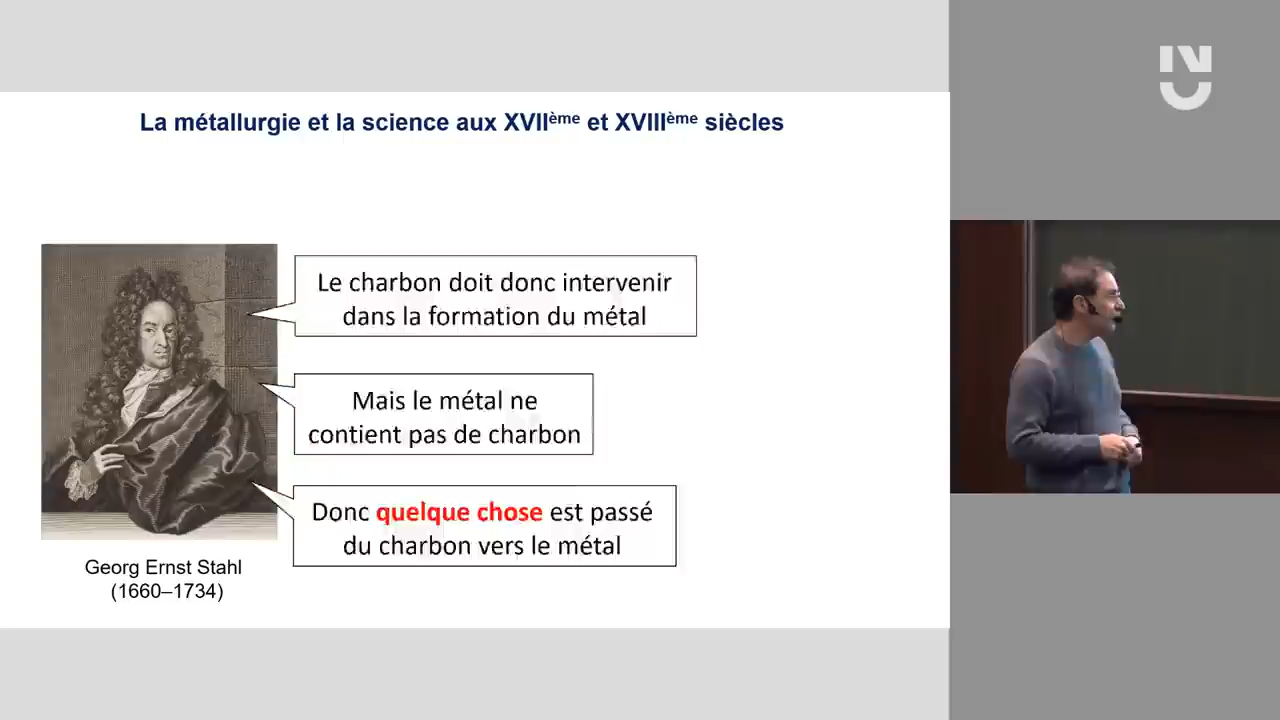 La métallurgie et la science aux XVIIème et XVIIIème siècles
Le charbon doit donc intervenir
dans la formation du métal
Mais le métal ne
contient pas de charbon
Donc quelque chose est passé
du charbon vers le métal
Georg Ernst Stahl
(1660–1734)